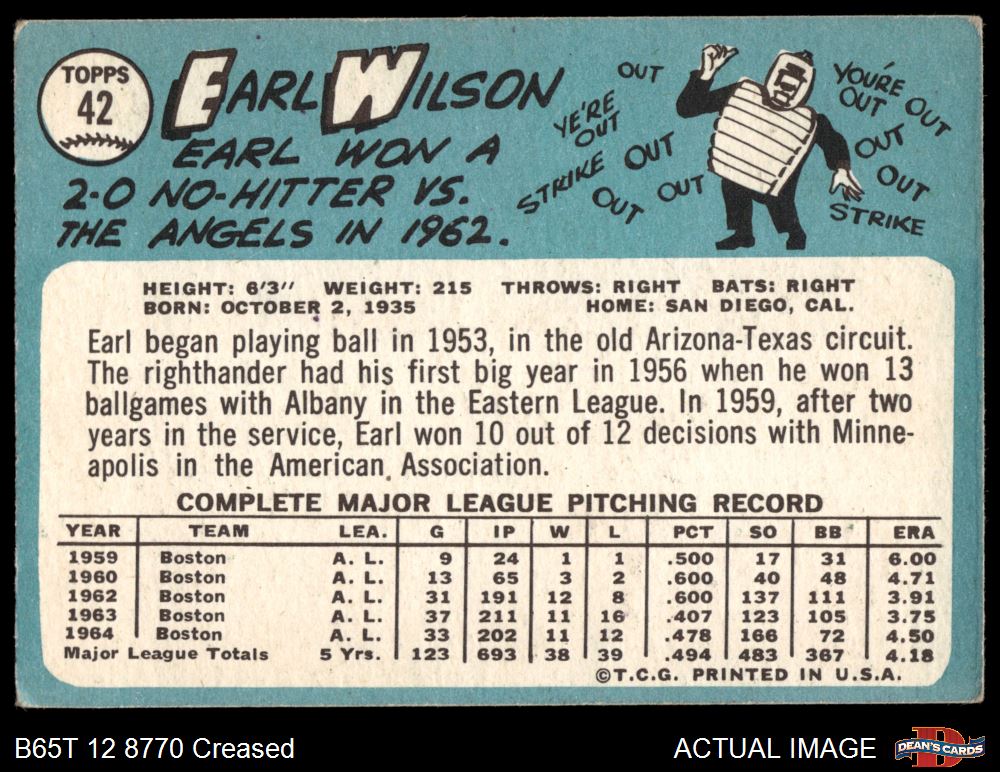 TOPPS
42
EARL WILSON
EARL WON A
2-0 NO-HITTER VS.
THE ANGELS IN 1962.
OUT
YE'RE
OUT
STRIKE OUT
OUT OUT
YOU'RE
OUT OUT
OUT
OUT
STRIKE
HEIGHT: 6'3" WEIGHT: 215 THROWS: RIGHT BATS: RIGHT
BORN: OCTOBER 2, 1935 HOME: SAN DIEGO, CAL.
Earl began playing ball in 1953, in the old Arizona-Texas circuit.
The righthander had his first big year in 1956 when he won 13
ballgames with Albany in the Eastern League. In 1959, after two
years in the service, Earl won 10 out of 12 decisions with Minne-
apolis in the American Association.
COMPLETE MAJOR LEAGUE PITCHING RECORD
YEAR TEAM LEA. G IP W L PCT SO BB ERA
1959 Boston A. L. 9 24 1 1 .500 17 31 6.00
1960 Boston A. L. 13 65 3 2 .600 40 48 4.71
1962 Boston A. L. 31 191 12 8 .600 137 111 3.91
1963 Boston A. L. 37 211 11 16 .407 123 105 3.75
1964 Boston A. L. 33 202 11 12 .478 166 72 4.50
Major League Totals 5 Yrs. 123 693 38 39 .494 483 367 4.18
©T.C.G. PRINTED IN U.S.A.
B65T 12 8770 Creased ACTUAL IMAGE DEAN'S CARDS